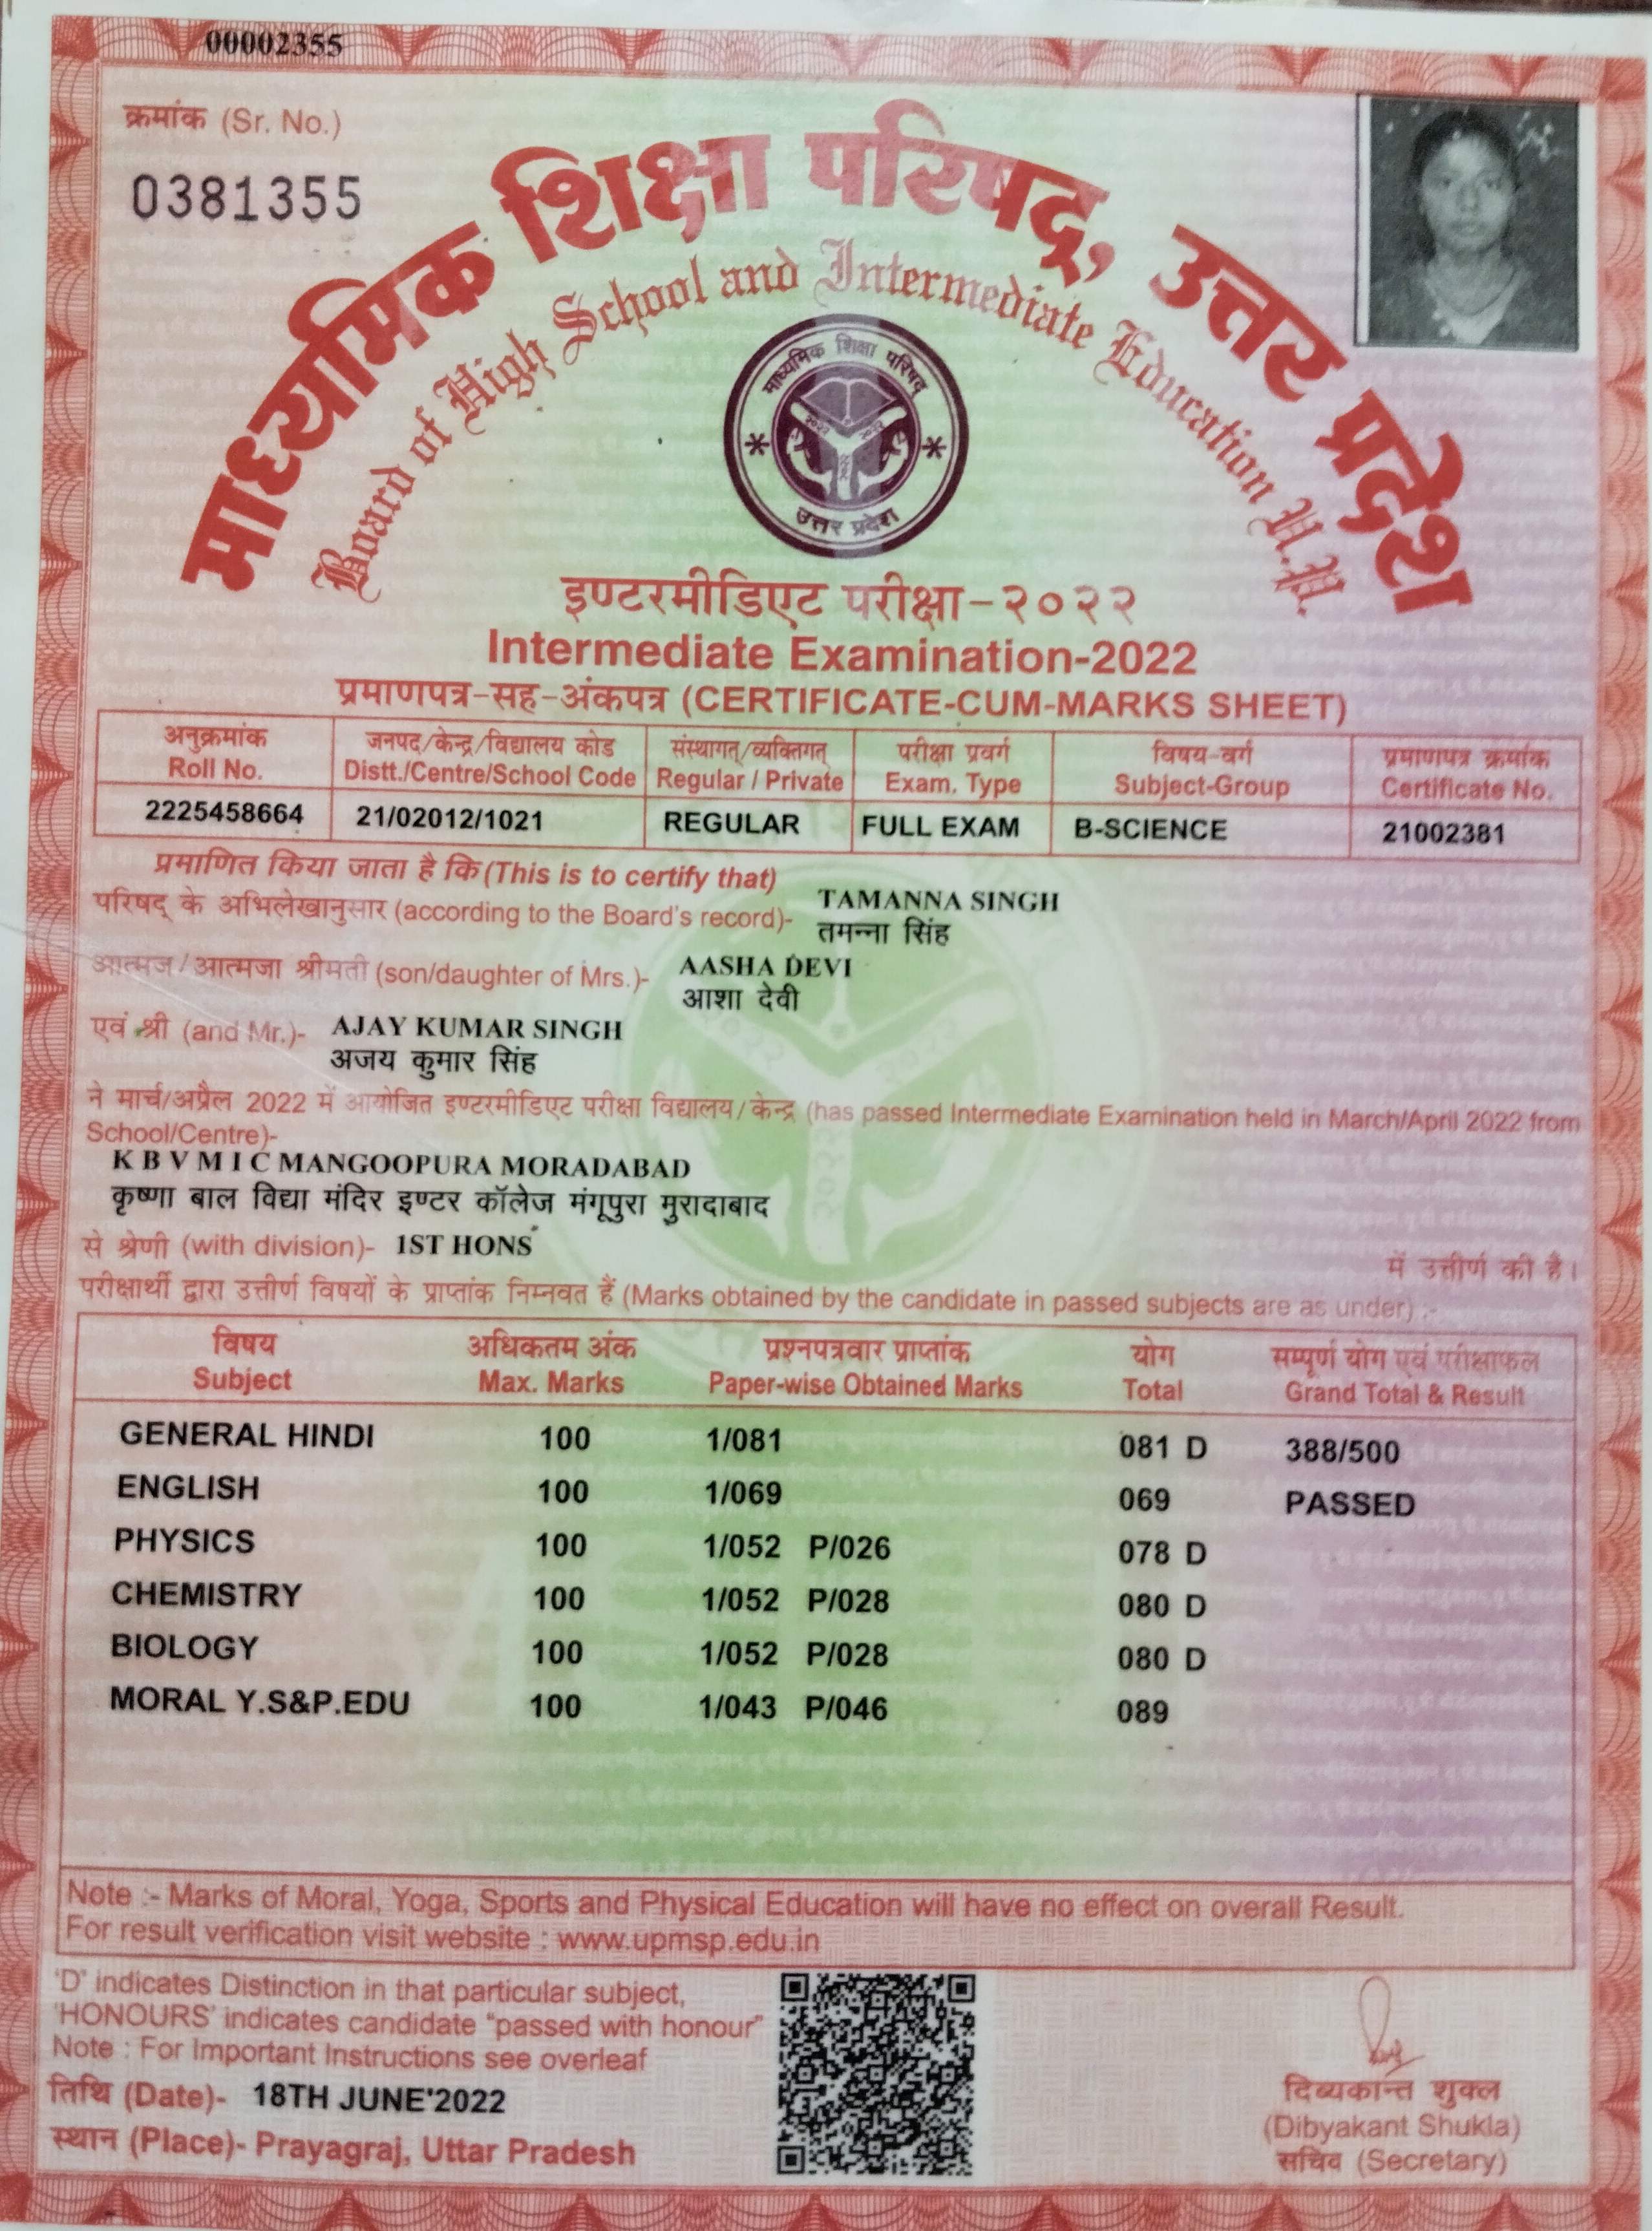 00002355
क्रमांक (Sr. No.)
0381355
माध्यमिक शिक्षा परिषद्, उत्तर प्रदेश
Board of High School and Intermediate Education U.P.
माध्यमिक शिक्षा परिषद्
उत्तर प्रदेश
इण्टरमीडिएट परीक्षा-२०२२
Intermediate Examination-2022
प्रमाणपत्र-सह-अंकपत्र (CERTIFICATE-CUM-MARKS SHEET)
अनुक्रमांक जनपद/केन्द्र/विद्यालय कोड संस्थागत्/व्यक्तिगत् परीक्षा प्रवर्ग विषय-वर्ग प्रमाणपत्र क्रमांक
Roll No. Distt./Centre/School Code Regular / Private Exam. Type Subject-Group Certificate No.
2225458664 21/02012/1021 REGULAR FULL EXAM B-SCIENCE 21002381
प्रमाणित किया जाता है कि (This is to certify that)
परिषद् के अभिलेखानुसार (according to the Board's record)- TAMANNA SINGH
तमन्ना सिंह
आत्मज/आत्मजा श्रीमती (son/daughter of Mrs.)- AASHA DEVI
आशा देवी
एवं श्री (and Mr.)- AJAY KUMAR SINGH
अजय कुमार सिंह
ने मार्च/अप्रैल 2022 में आयोजित इण्टरमीडिएट परीक्षा विद्यालय/केन्द्र (has passed Intermediate Examination held in March/April 2022 from
School/Centre)-
K B V M I C MANGOOPURA MORADABAD
कृष्णा बाल विद्या मंदिर इण्टर कॉलेज मंगूपुरा मुरादाबाद
से श्रेणी (with division)- 1ST HONS
में उत्तीर्ण की है।
परीक्षार्थी द्वारा उत्तीर्ण विषयों के प्राप्तांक निम्नवत हैं (Marks obtained by the candidate in passed subjects are as under) :-
विषय अधिकतम अंक प्रश्नपत्रवार प्राप्तांक योग सम्पूर्ण योग एवं परीक्षाफल
Subject Max. Marks Paper-wise Obtained Marks Total Grand Total & Result
GENERAL HINDI 100 1/081 081 D 388/500
ENGLISH 100 1/069 069 PASSED
PHYSICS 100 1/052 P/026 078 D
CHEMISTRY 100 1/052 P/028 080 D
BIOLOGY 100 1/052 P/028 080 D
MORAL Y.S&P.EDU 100 1/043 P/046 089
Note :- Marks of Moral, Yoga, Sports and Physical Education will have no effect on overall Result.
For result verification visit website : www.upmsp.edu.in
'D' indicates Distinction in that particular subject,
'HONOURS' indicates candidate "passed with honour"
Note : For Important Instructions see overleaf
तिथि (Date)- 18TH JUNE'2022
स्थान (Place)- Prayagraj, Uttar Pradesh
दिव्यकान्त शुक्ल
(Dibyakant Shukla)
सचिव (Secretary)